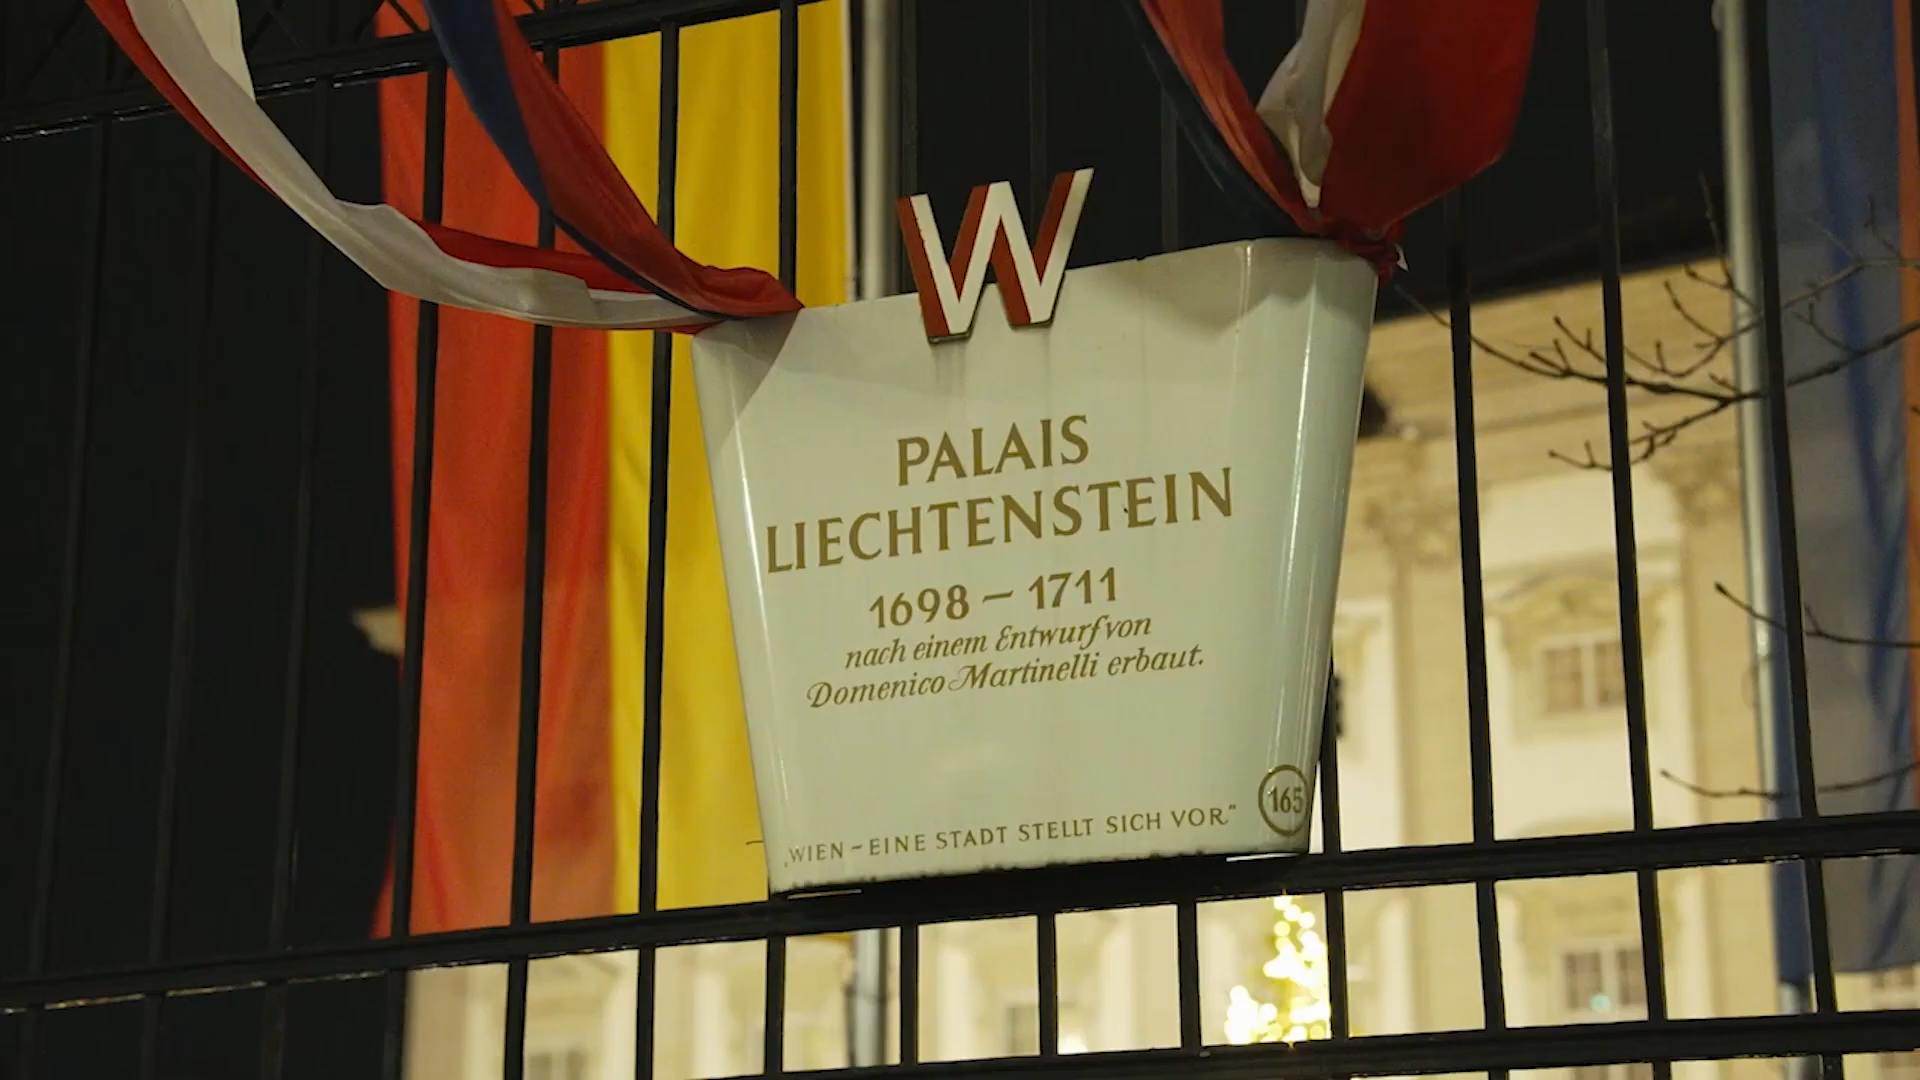 W
PALAIS
LIECHTENSTEIN
1698 – 1711
nach einem Entwurf von
Domenico Martinelli erbaut.
165
„WIEN – EINE STADT STELLT SICH VOR.“